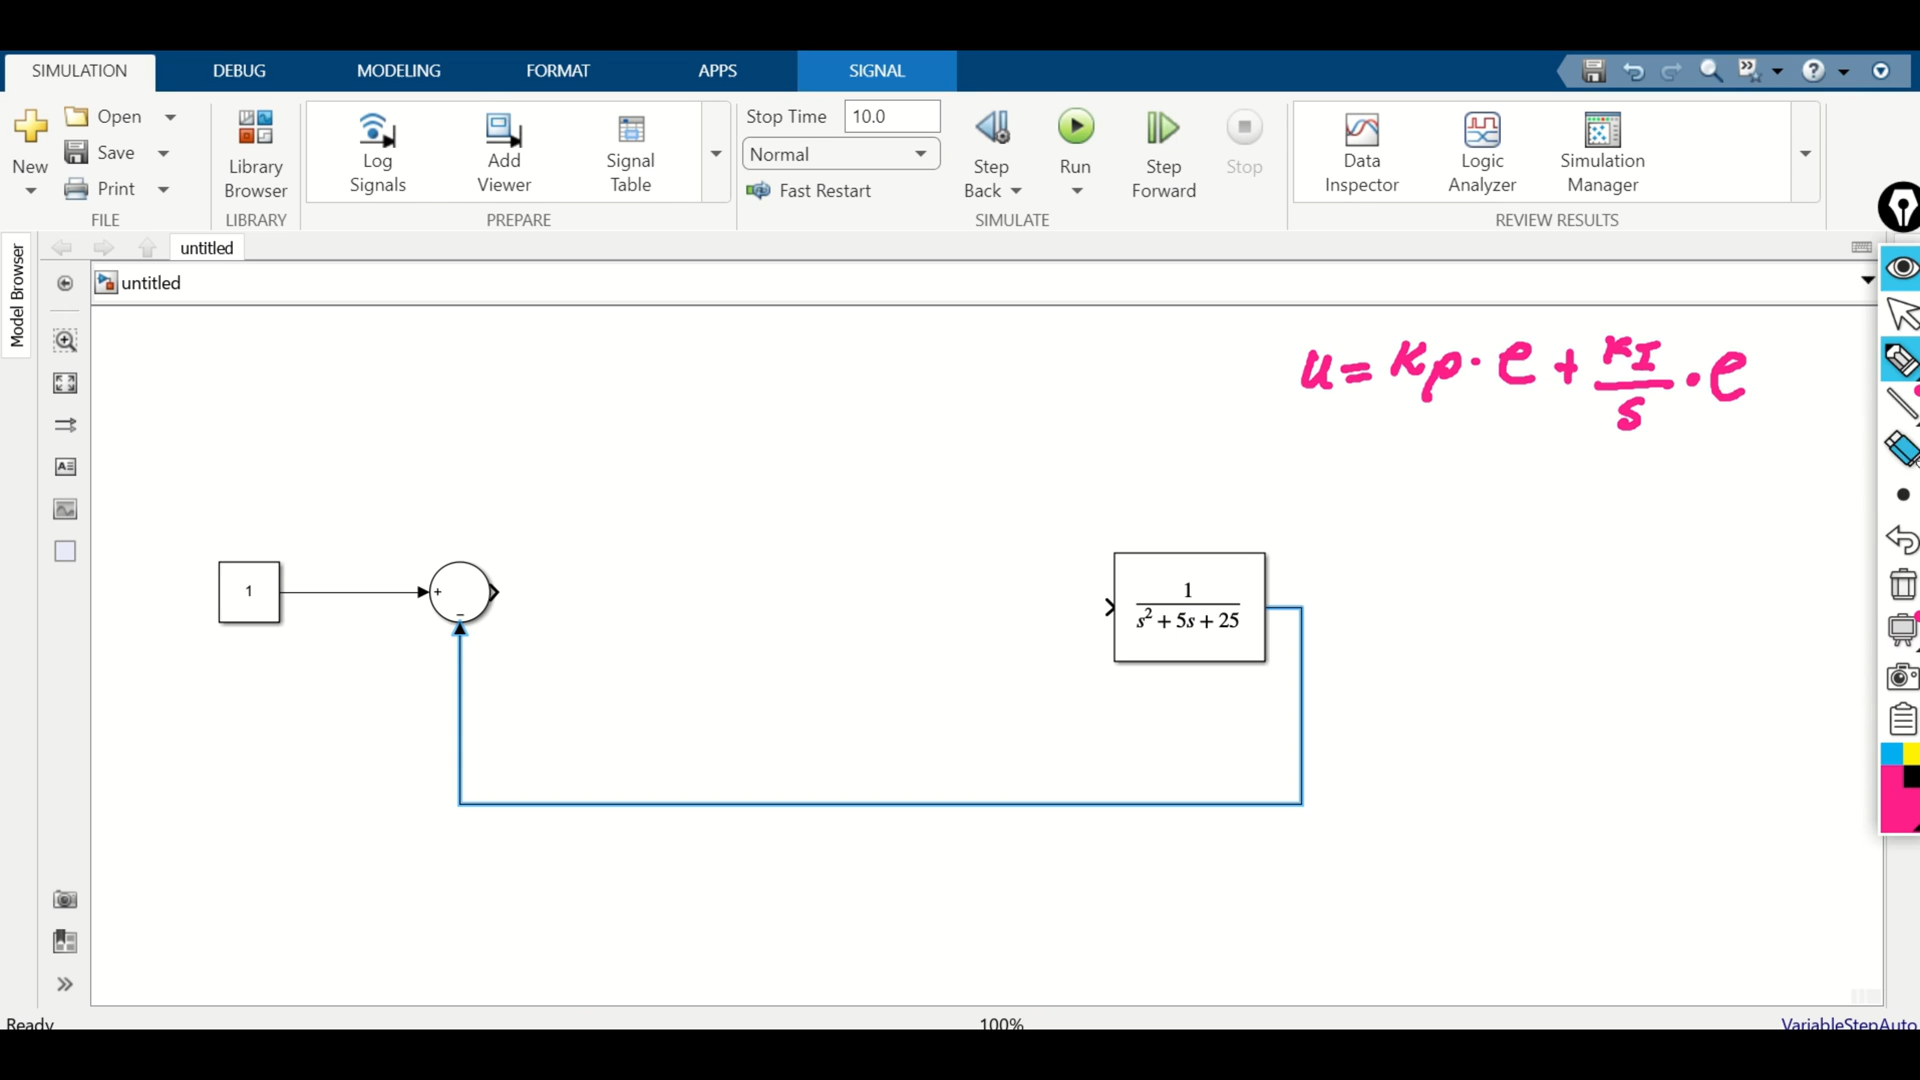 SIMULATION DEBUG MODELING FORMAT APPS SIGNAL
New
Open
Save
Print
FILE
Library
Browser
LIBRARY
Log
Signals
Add
Viewer
Signal
Table
PREPARE
Stop Time 10.0
Normal
Fast Restart
Step
Back
Run
Step
Forward
Stop
SIMULATE
Data
Inspector
Logic
Analyzer
Simulation
Manager
REVIEW RESULTS
Model Browser
untitled
untitled
u = Kp · e + KI/s · e
1
+
−
1
s² + 5s + 25
Ready
100%
VariableStepAuto